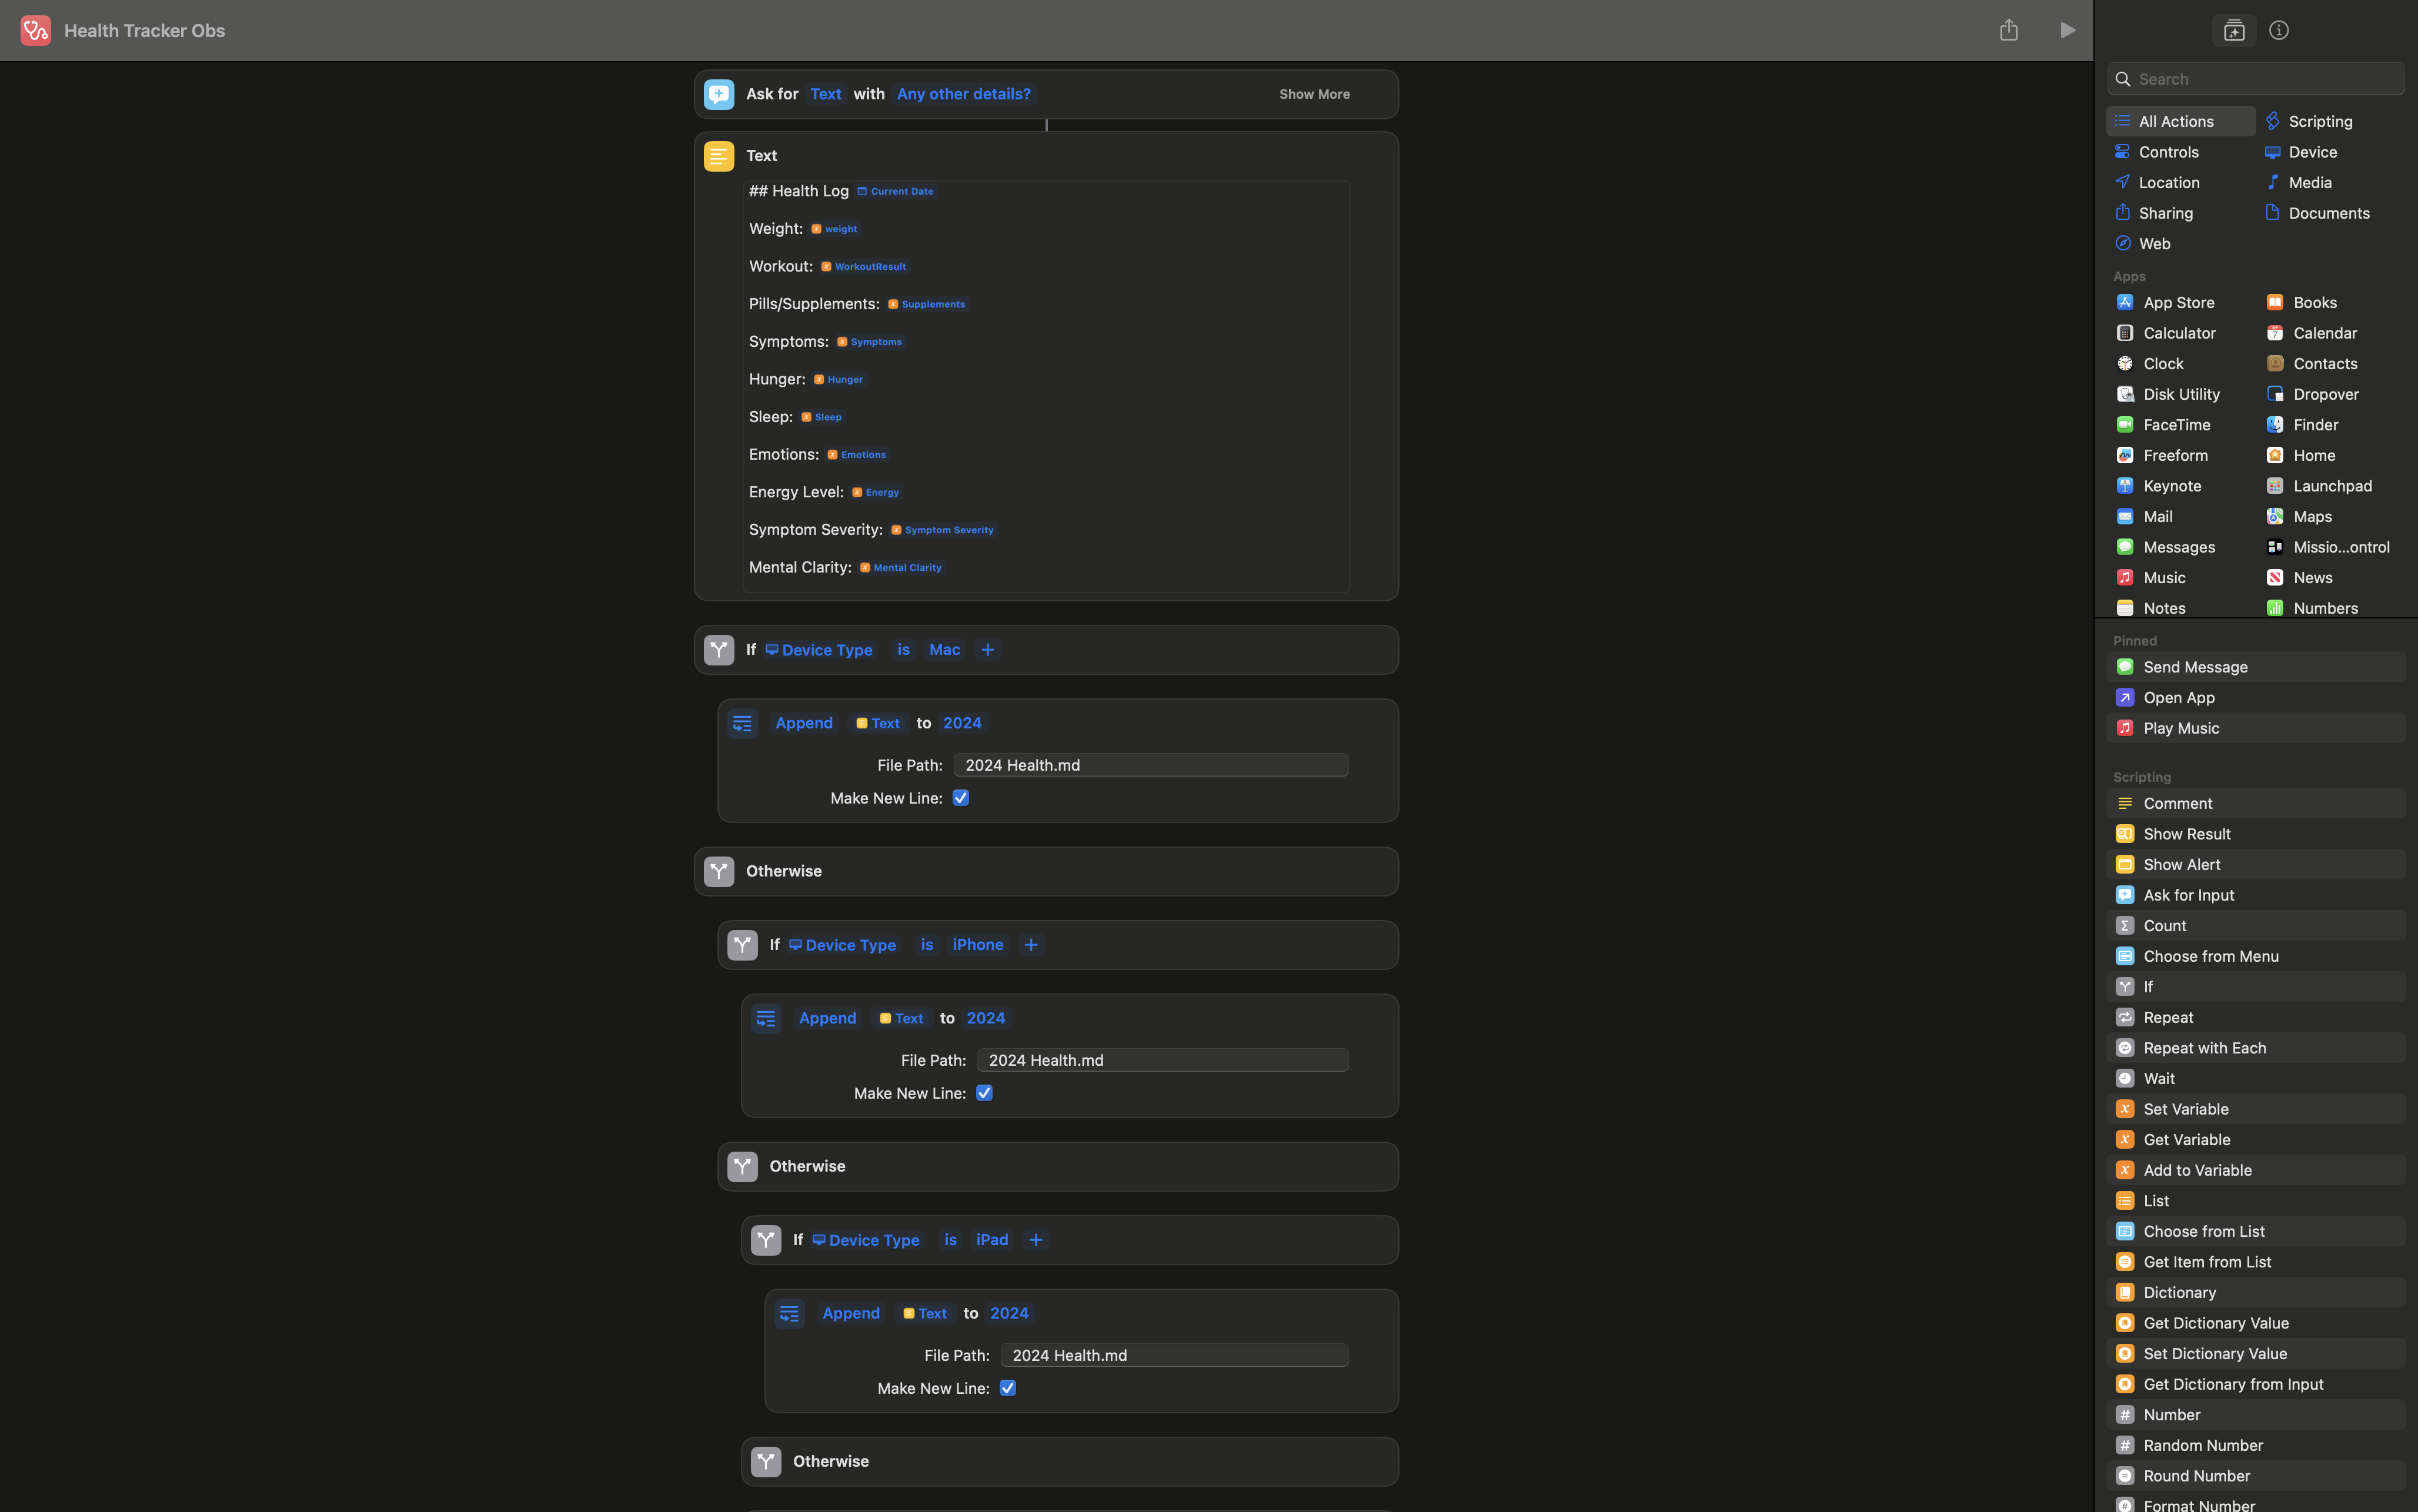 Health Tracker Obs
Ask for Text with Any other details? Show More
Text
## Health Log Current Date
Weight: weight
Workout: WorkoutResult
Pills/Supplements: Supplements
Symptoms: Symptoms
Hunger: Hunger
Sleep: Sleep
Emotions: Emotions
Energy Level: Energy
Symptom Severity: Symptom Severity
Mental Clarity: Mental Clarity
If Device Type is Mac +
Append Text to 2024
File Path: 2024 Health.md
Make New Line:
Otherwise
If Device Type is iPhone +
Append Text to 2024
File Path: 2024 Health.md
Make New Line:
Otherwise
If Device Type is iPad +
Append Text to 2024
File Path: 2024 Health.md
Make New Line:
Otherwise
Search
All Actions Scripting
Controls Device
Location Media
Sharing Documents
Web
Apps
App Store Books
Calculator Calendar
Clock Contacts
Disk Utility Dropover
FaceTime Finder
Freeform Home
Keynote Launchpad
Mail Maps
Messages Missio...ontrol
Music News
Notes Numbers
Pinned
Send Message
Open App
Play Music
Scripting
Comment
Show Result
Show Alert
Ask for Input
Count
Choose from Menu
If
Repeat
Repeat with Each
Wait
Set Variable
Get Variable
Add to Variable
List
Choose from List
Get Item from List
Dictionary
Get Dictionary Value
Set Dictionary Value
Get Dictionary from Input
Number
Random Number
Round Number
Format Number